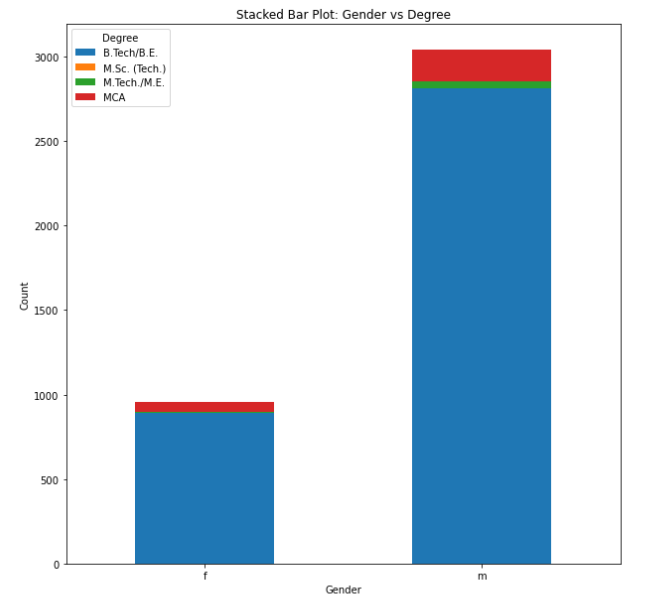 Stacked Bar Plot: Gender vs Degree
Degree
B.Tech/B.E.
M.Sc. (Tech.)
M.Tech./M.E.
MCA
3000
2500
2000
1500
1000
500
0
Count
f
m
Gender